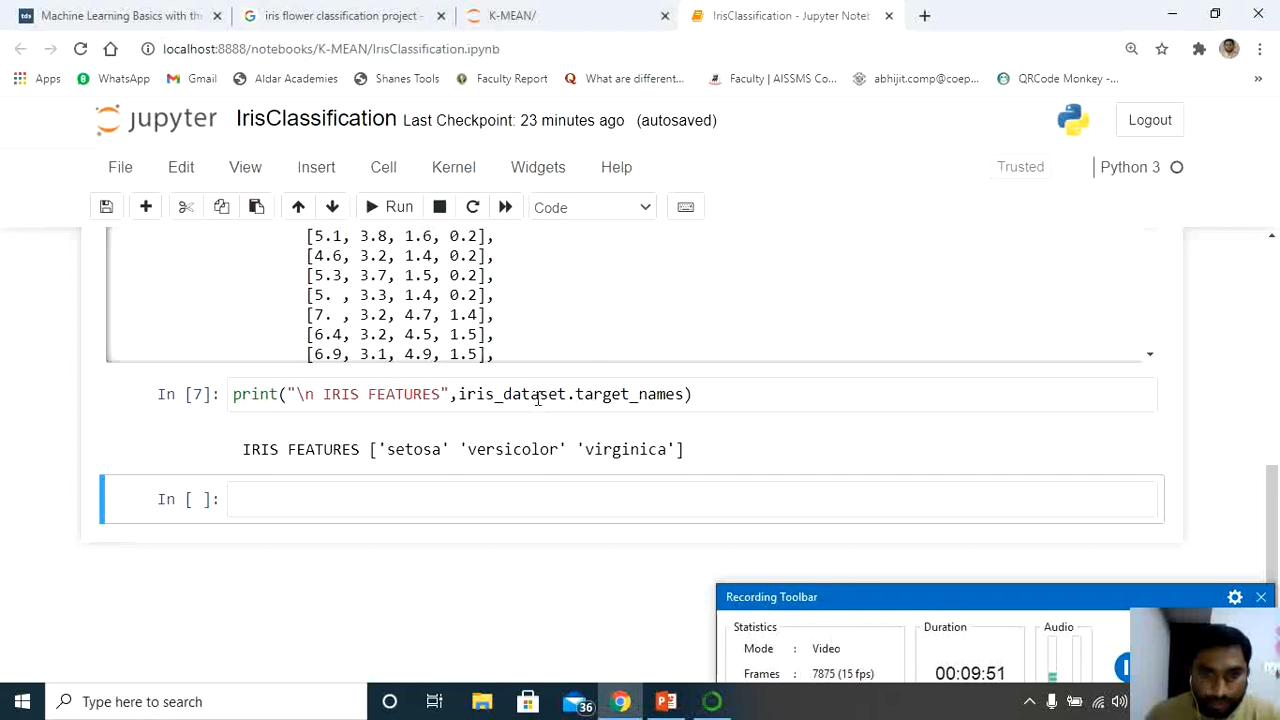 Machine Learning Basics with th
iris flower classification project -
K-MEAN/
IrisClassification - Jupyter Notel
localhost:8888/notebooks/K-MEAN/IrisClassification.ipynb
Apps
WhatsApp
Gmail
Aldar Academies
Shanes Tools
Faculty Report
What are different...
Faculty | AISSMS Co...
abhijit.comp@coep...
QRCode Monkey -...
»
jupyter IrisClassification Last Checkpoint: 23 minutes ago (autosaved)
Logout
File Edit View Insert Cell Kernel Widgets Help
Trusted
Python 3
Run
Code
[5.1, 3.8, 1.6, 0.2],
[4.6, 3.2, 1.4, 0.2],
[5.3, 3.7, 1.5, 0.2],
[5. , 3.3, 1.4, 0.2],
[7. , 3.2, 4.7, 1.4],
[6.4, 3.2, 4.5, 1.5],
[6.9, 3.1, 4.9, 1.5],
In [7]: print("\n IRIS FEATURES",iris_dataset.target_names)
IRIS FEATURES ['setosa' 'versicolor' 'virginica']
In [ ]:
Recording Toolbar
Statistics
Mode : Video
Frames : 7875 (15 fps)
Duration
00:09:51
Audio
Type here to search
36